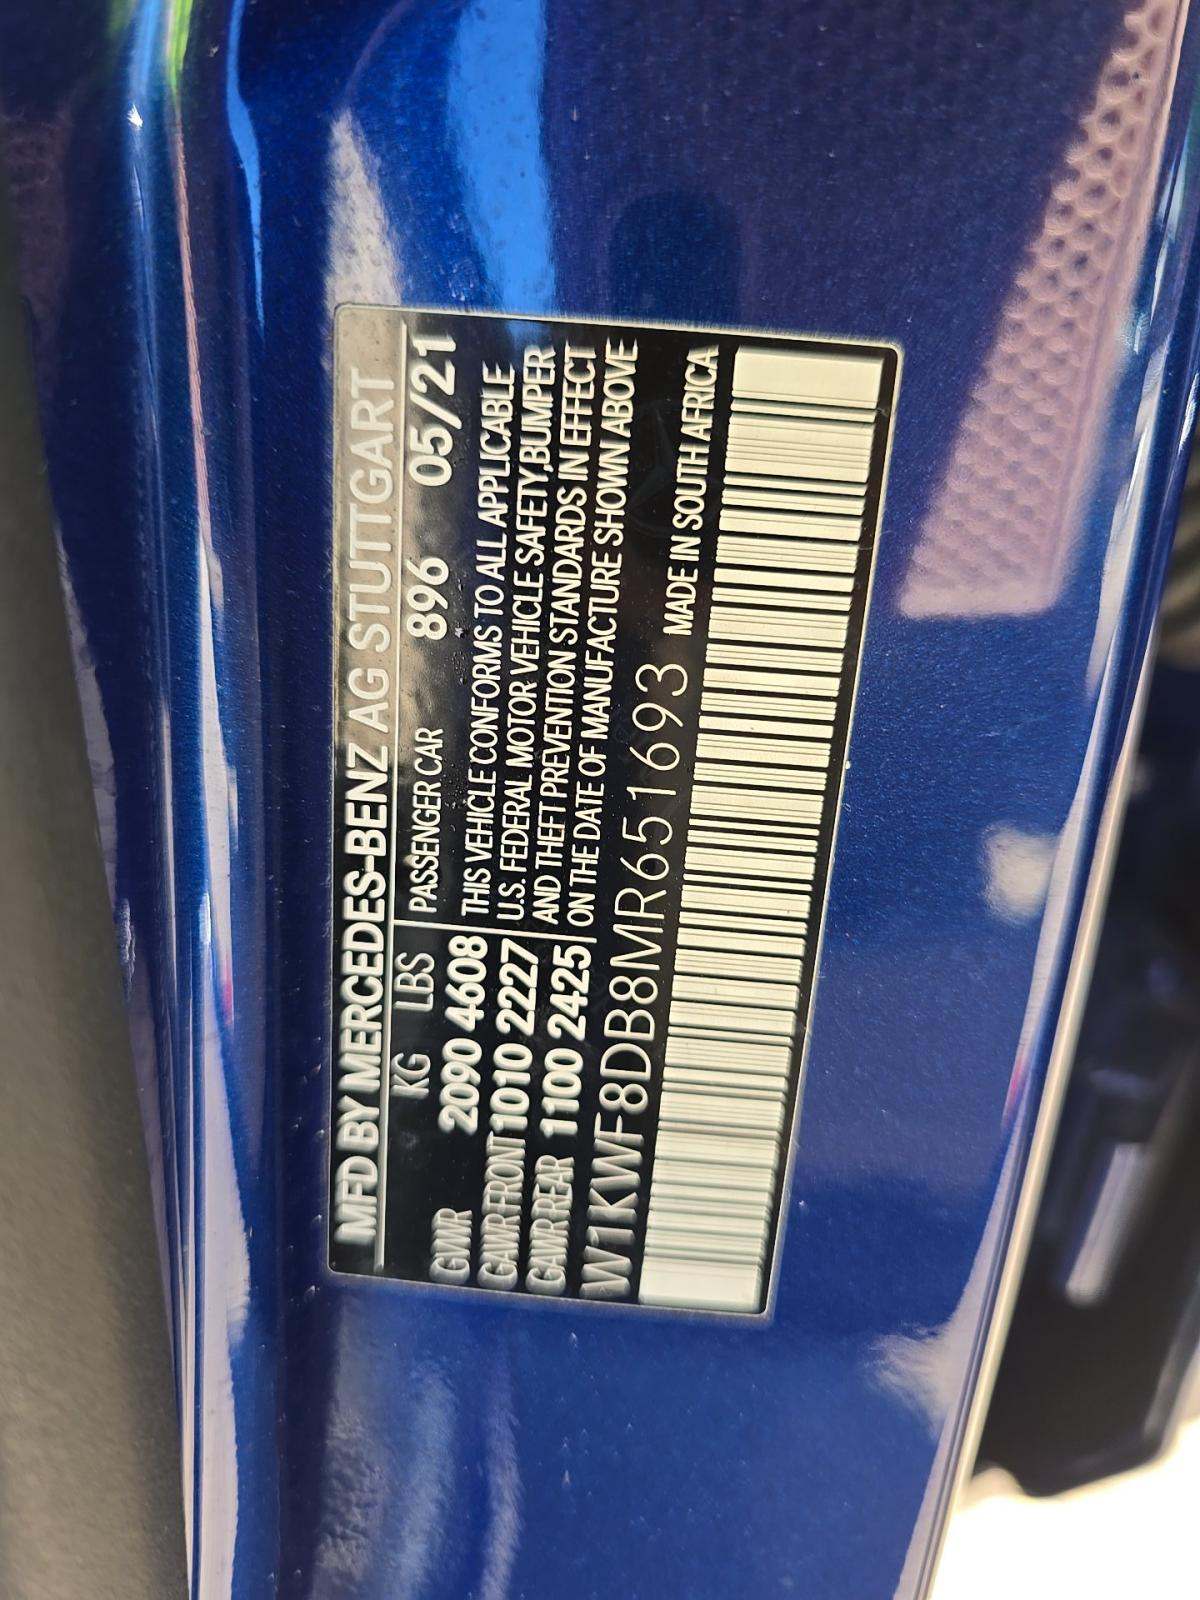 MFD BY MERCEDES-BENZ AG STUTTGART
KG LBS PASSENGER CAR 896 05/21
GVWR 2090 4608 THIS VEHICLE CONFORMS TO ALL APPLICABLE
GAWR FRONT 1010 2227 U.S. FEDERAL MOTOR VEHICLE SAFETY,BUMPER
GAWR REAR 1100 2425 AND THEFT PREVENTION STANDARDS IN EFFECT
ON THE DATE OF MANUFACTURE SHOWN ABOVE
W1KWF8DB8MR651693 MADE IN SOUTH AFRICA